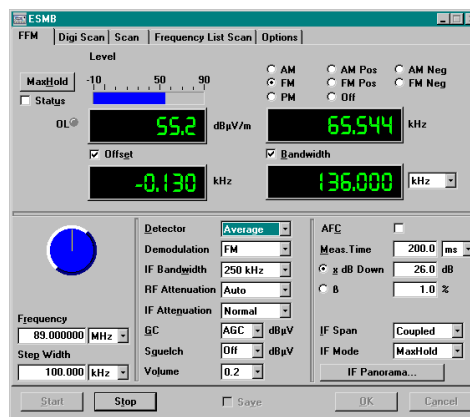 ESMB
FFM Digi Scan Scan Frequency List Scan Options
Level
MaxHold -10 50 90 AM AM Pos AM Neg
Status FM FM Pos FM Neg
PM Off
OL 55.2 dBµV/m 65.544 kHz
Offset Bandwidth
-0.130 kHz 136.000 kHz
Detector Average AFC
Demodulation FM Meas.Time 200.0 ms
IF Bandwidth 250 kHz x dB Down 26.0 dB
RF Attenuation Auto ß 1.0 %
IF Attenuation Normal
Frequency
89.000000 MHz GC AGC dBµV IF Span Coupled
Step Width Squelch Off dBµV IF Mode MaxHold
100.000 kHz Volume 0.2 IF Panorama...
Start Stop Save OK Cancel